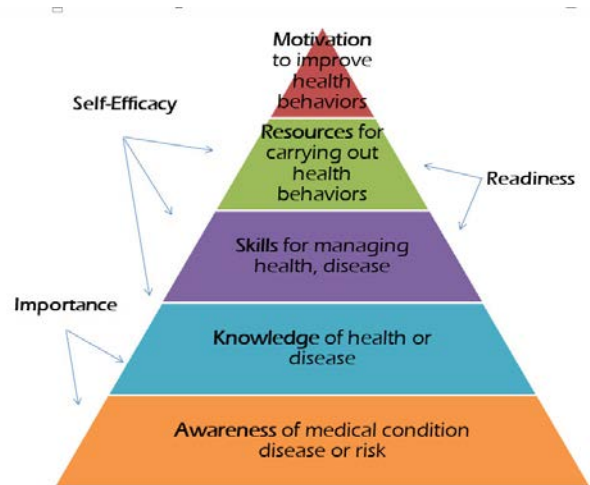 Motivation
to improve
health
behaviors
Self-Efficacy
Resources for
carrying out
health
behaviors
Readiness
Skills for managing
health, disease
Importance
Knowledge of health or
disease
Awareness of medical condition
disease or risk